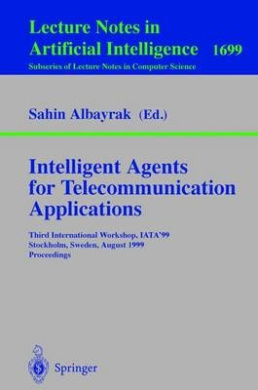 Lecture Notes in
Artificial Intelligence 1699
Subseries of Lecture Notes in Computer Science
Sahin Albayrak (Ed.)
Intelligent Agents
for Telecommunication
Applications
Third International Workshop, IATA'99
Stockholm, Sweden, August 1999
Proceedings
Springer